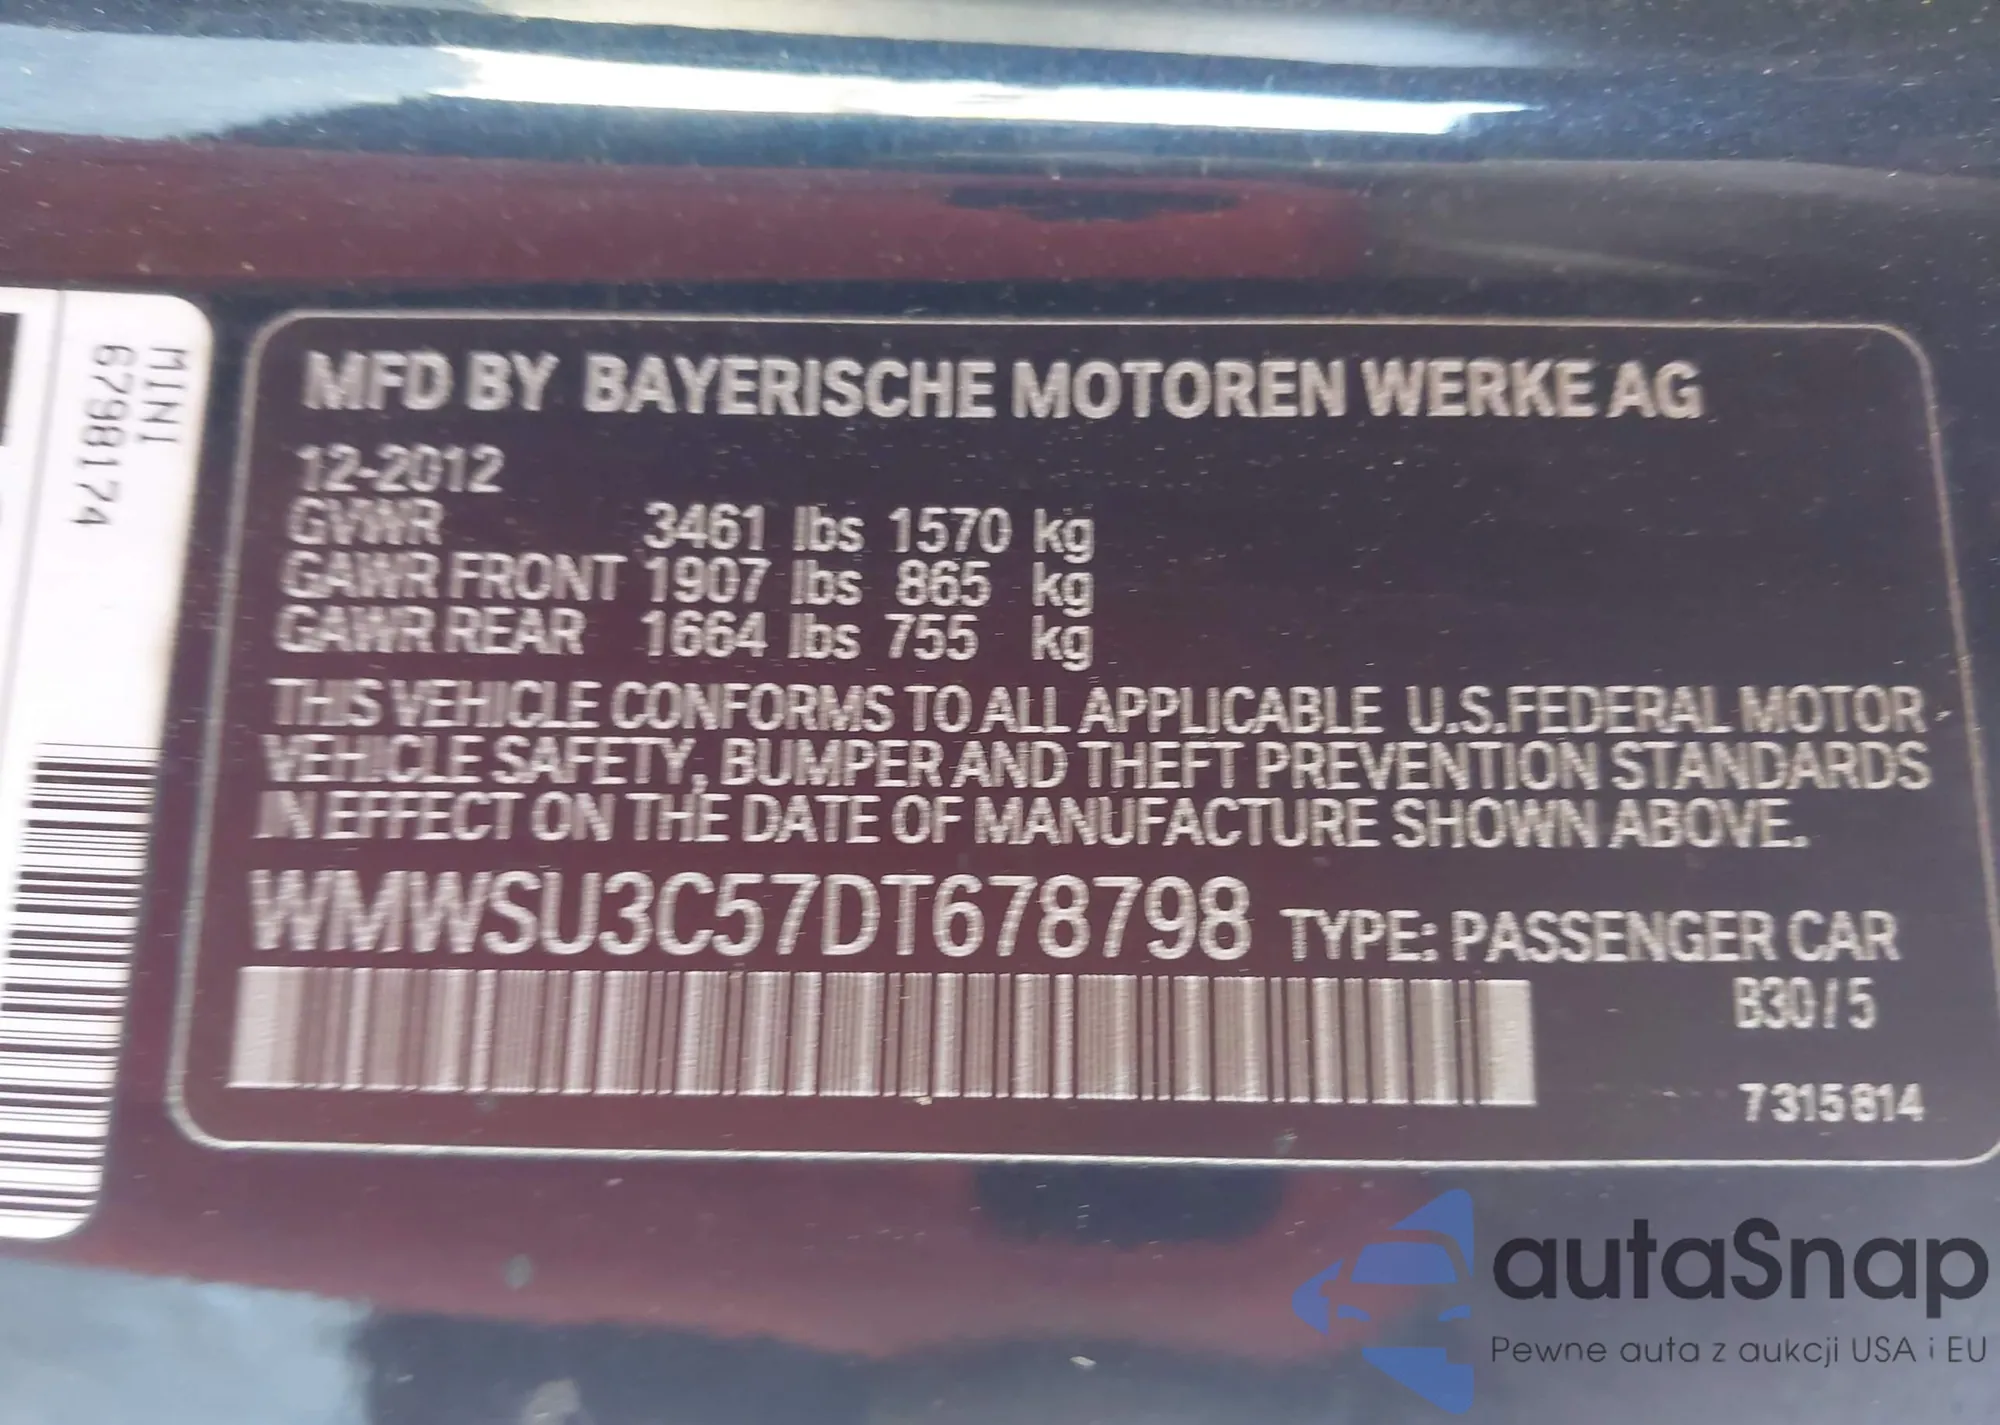 MINI
6798174
MFD BY BAYERISCHE MOTOREN WERKE AG
12-2012
GVWR 3461 lbs 1570 kg
GAWR FRONT 1907 lbs 865 kg
GAWR REAR 1664 lbs 755 kg
THIS VEHICLE CONFORMS TO ALL APPLICABLE U.S.FEDERAL MOTOR
VEHICLE SAFETY, BUMPER AND THEFT PREVENTION STANDARDS
IN EFFECT ON THE DATE OF MANUFACTURE SHOWN ABOVE.
WMWSU3C57DT678798 TYPE: PASSENGER CAR
B30/5
7315814
autaSnap
Pewne auta z aukcji USA i EU